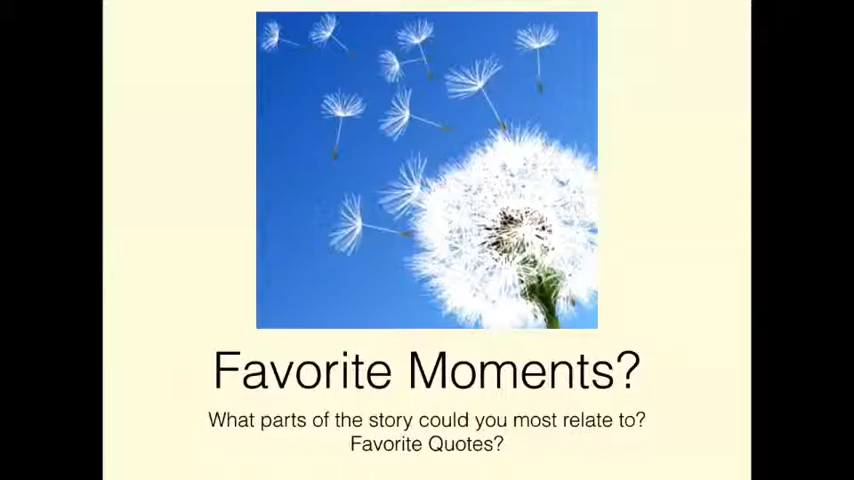 Favorite Moments?
What parts of the story could you most relate to?
Favorite Quotes?